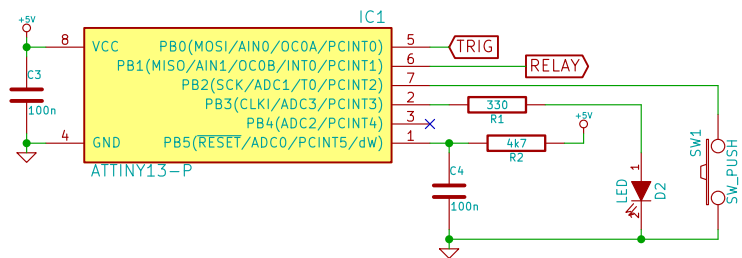 IC1
+5V
8 VCC PB0(MOSI/AIN0/OC0A/PCINT0) 5 TRIG
PB1(MISO/AIN1/OC0B/INT0/PCINT1) 6 RELAY
PB2(SCK/ADC1/T0/PCINT2) 7
C3
100n
PB3(CLKI/ADC3/PCINT3) 2 330
R1
PB4(ADC2/PCINT4) 3
+5V
4 GND PB5(RESET/ADC0/PCINT5/dW) 1 4k7
R2
ATTINY13-P
C4
100n
1
LED
D2
2
SW1
SW_PUSH